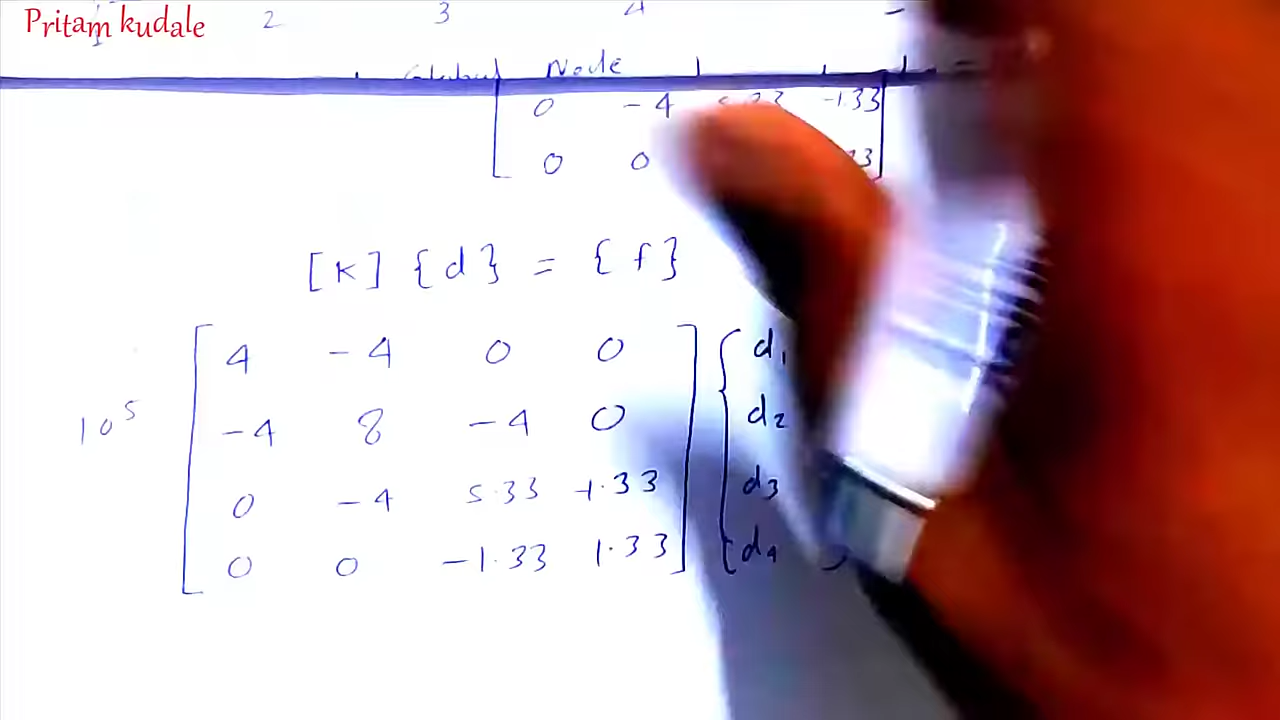 Pritam kudale
2 3 4
Node
0 -4 -1.33
0 0
[K] {d} = {f}
10⁵ [ 4 -4 0 0 ] { d₁
-4 8 -4 0 d₂
0 -4 5.33 -1.33 d₃
0 0 -1.33 1.33 d₄ }